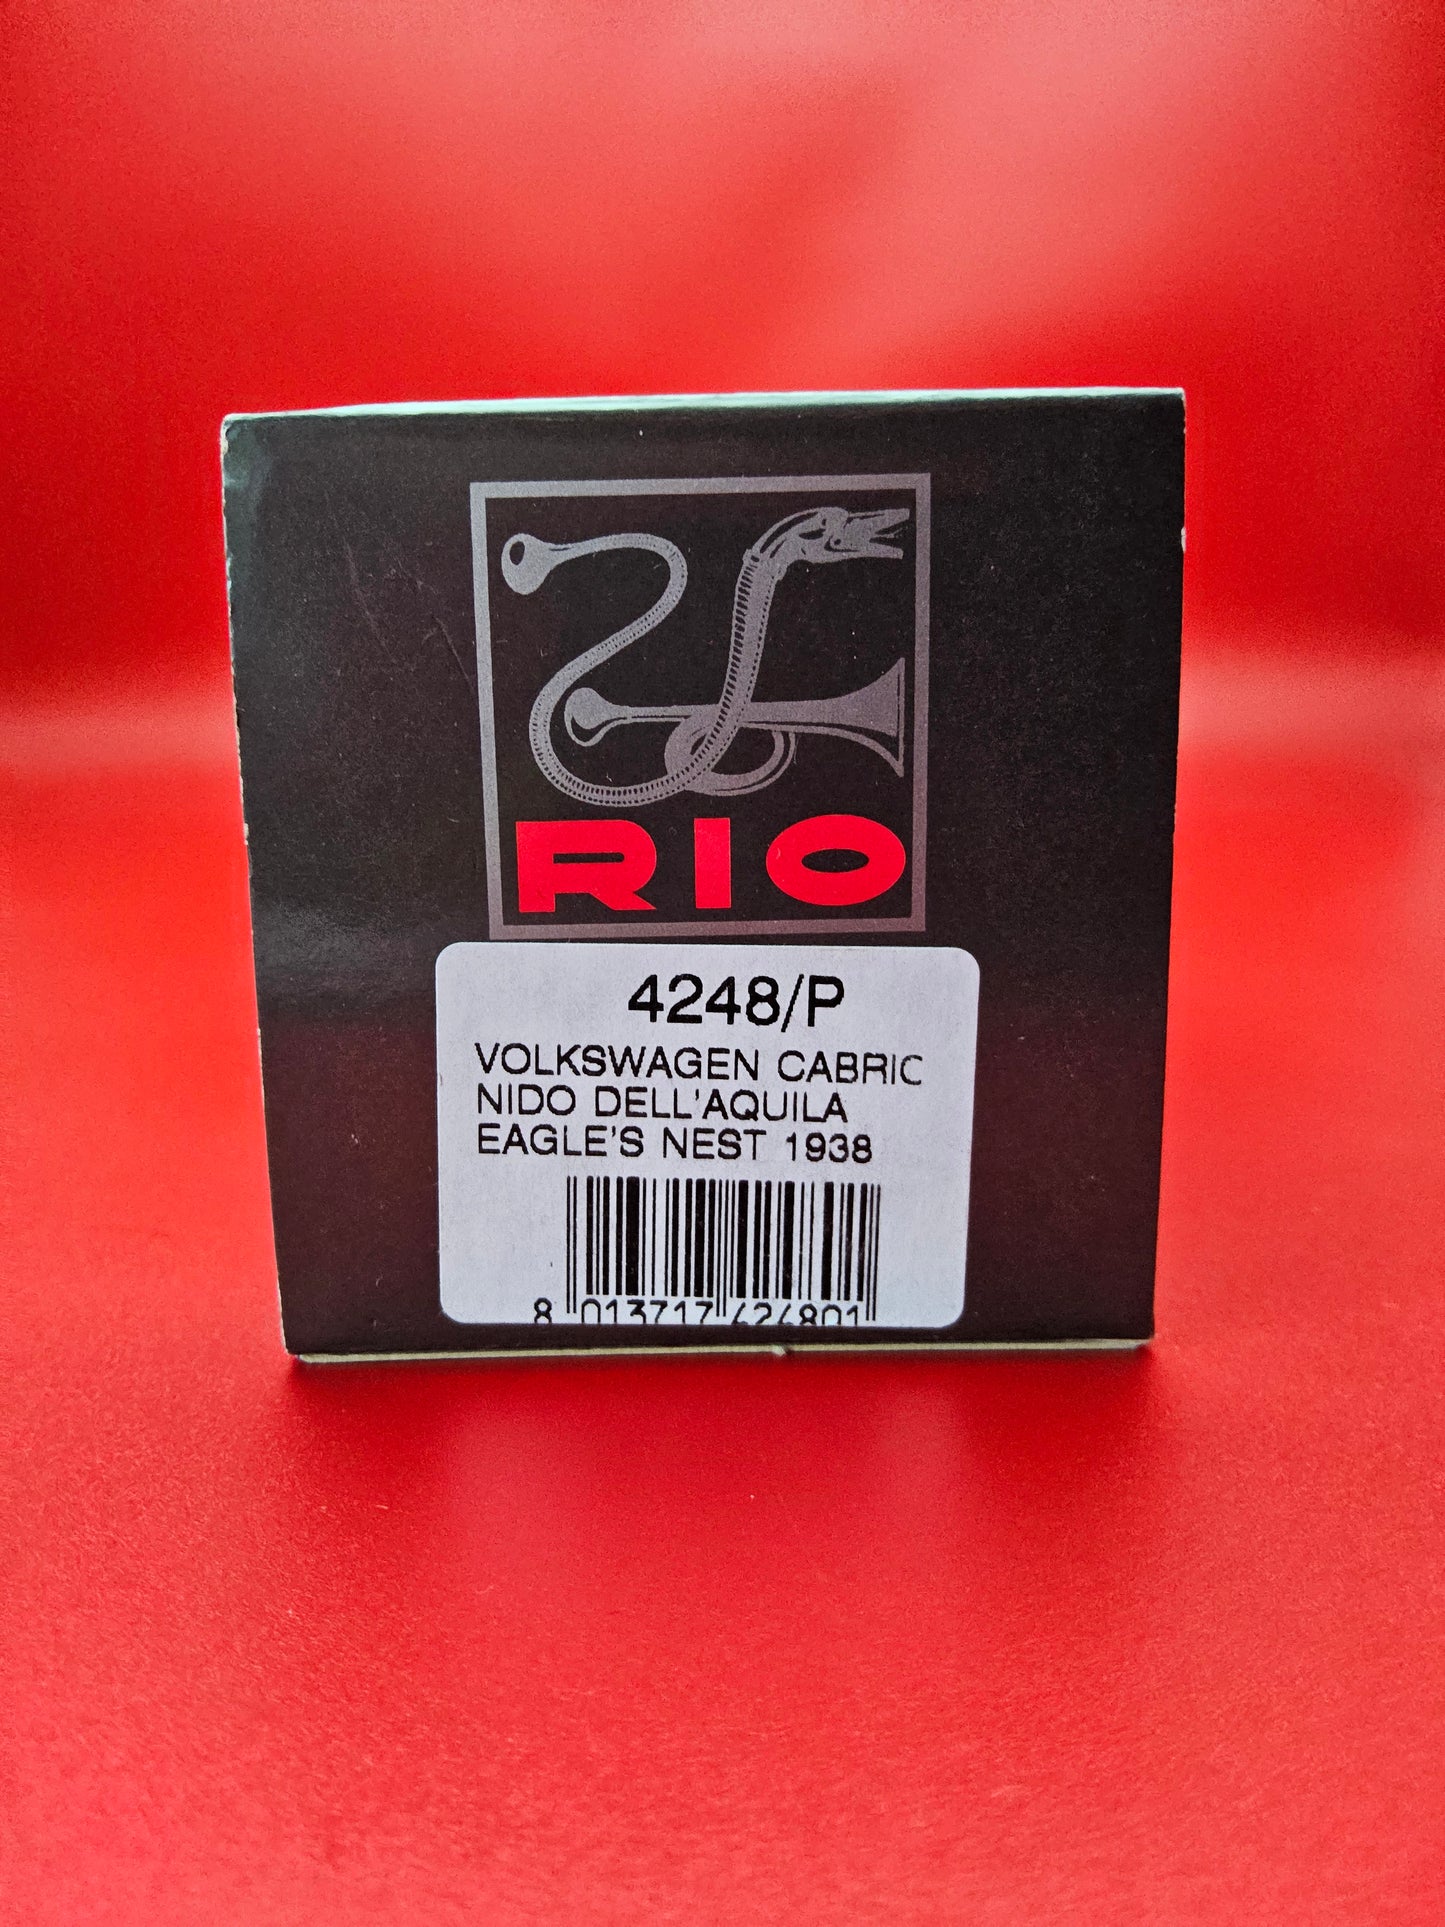 RIO
4248/P
VOLKSWAGEN CABRIC
NIDO DELL'AQUILA
EAGLE'S NEST 1938
8 013717 424801